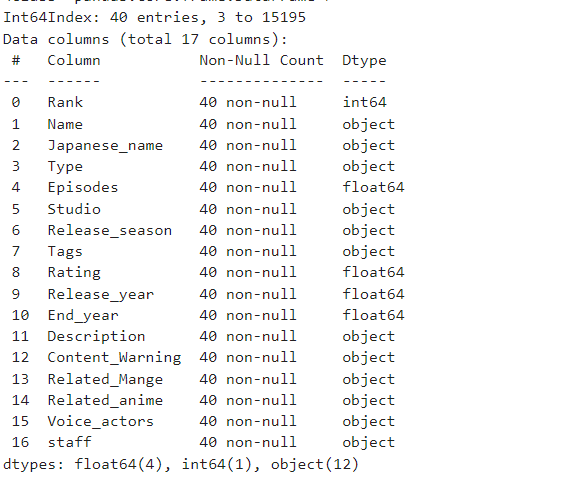 Int64Index: 40 entries, 3 to 15195
Data columns (total 17 columns):
 #   Column           Non-Null Count  Dtype
---  ------           --------------  -----
 0   Rank             40 non-null     int64
 1   Name             40 non-null     object
 2   Japanese_name    40 non-null     object
 3   Type             40 non-null     object
 4   Episodes         40 non-null     float64
 5   Studio           40 non-null     object
 6   Release_season   40 non-null     object
 7   Tags             40 non-null     object
 8   Rating           40 non-null     float64
 9   Release_year     40 non-null     float64
 10  End_year         40 non-null     float64
 11  Description      40 non-null     object
 12  Content_Warning  40 non-null     object
 13  Related_Mange    40 non-null     object
 14  Related_anime    40 non-null     object
 15  Voice_actors     40 non-null     object
 16  staff            40 non-null     object
dtypes: float64(4), int64(1), object(12)